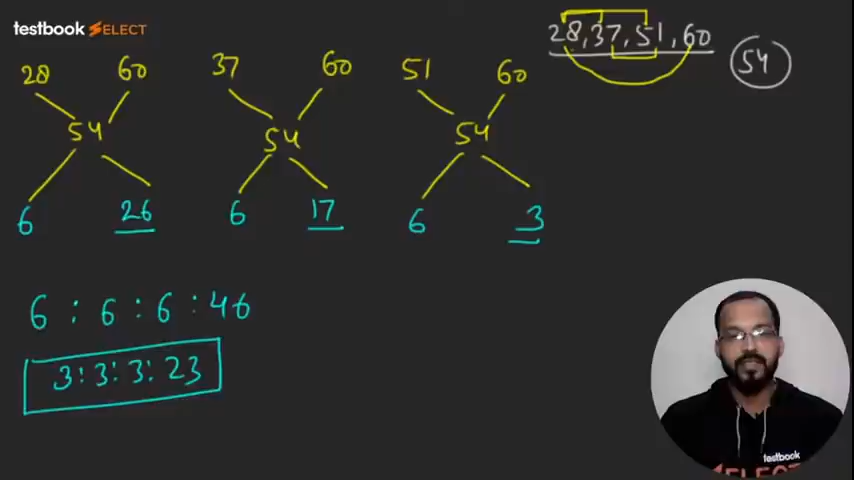 testbook SELECT
28, 37, 51, 60
54
28 60 37 60 51 60
54 54 54
6 26 6 17 6 3
6 : 6 : 6 : 46
3 : 3 : 3 : 23
testbook
SELECT